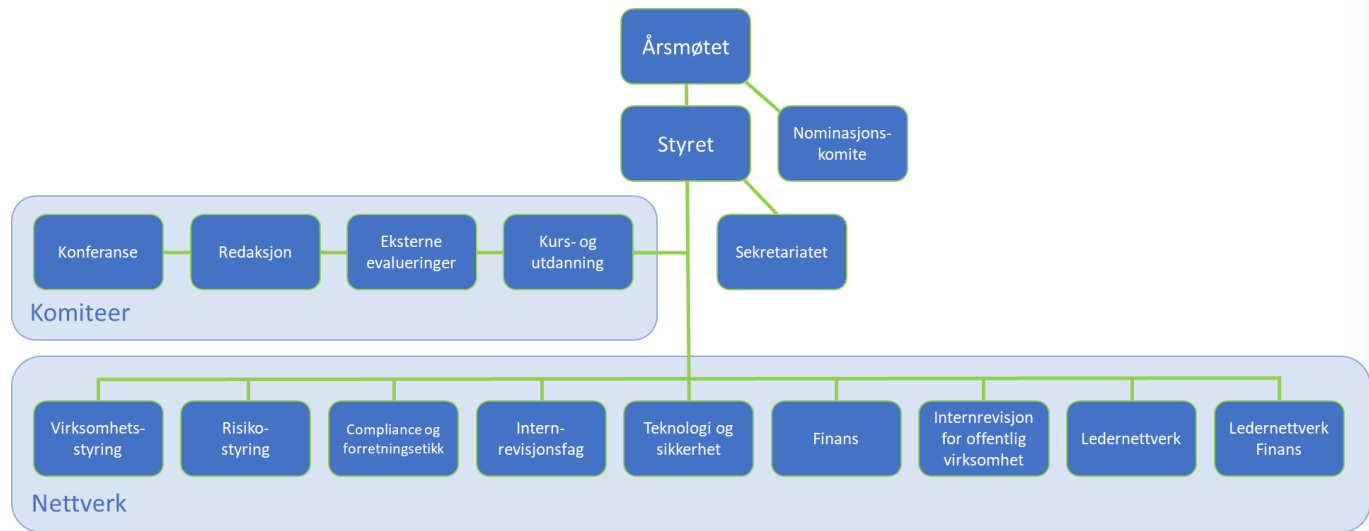 Årsmøtet
Styret
Nominasjons-
komite
Konferanse
Redaksjon
Eksterne
evalueringer
Kurs- og
utdanning
Sekretariatet
Komiteer
Virksomhets-
styring
Risiko-
styring
Compliance og
forretningsetikk
Intern-
revisjonsfag
Teknologi og
sikkerhet
Finans
Internrevisjon
for offentlig
virksomhet
Ledernettverk
Ledernettverk
Finans
Nettverk